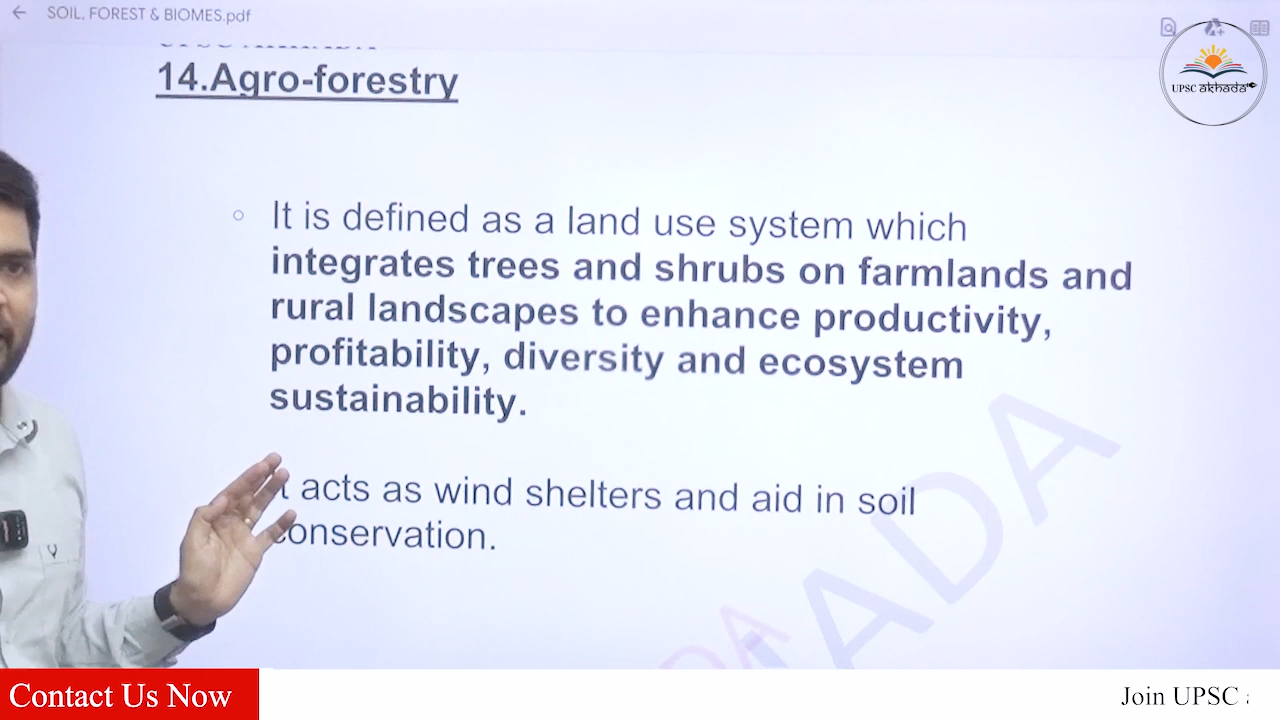 SOIL, FOREST & BIOMES.pdf
14.Agro-forestry
UPSC akhada
It is defined as a land use system which
integrates trees and shrubs on farmlands and
rural landscapes to enhance productivity,
profitability, diversity and ecosystem
sustainability.
acts as wind shelters and aid in soil
conservation.
Contact Us Now
Join UPSC